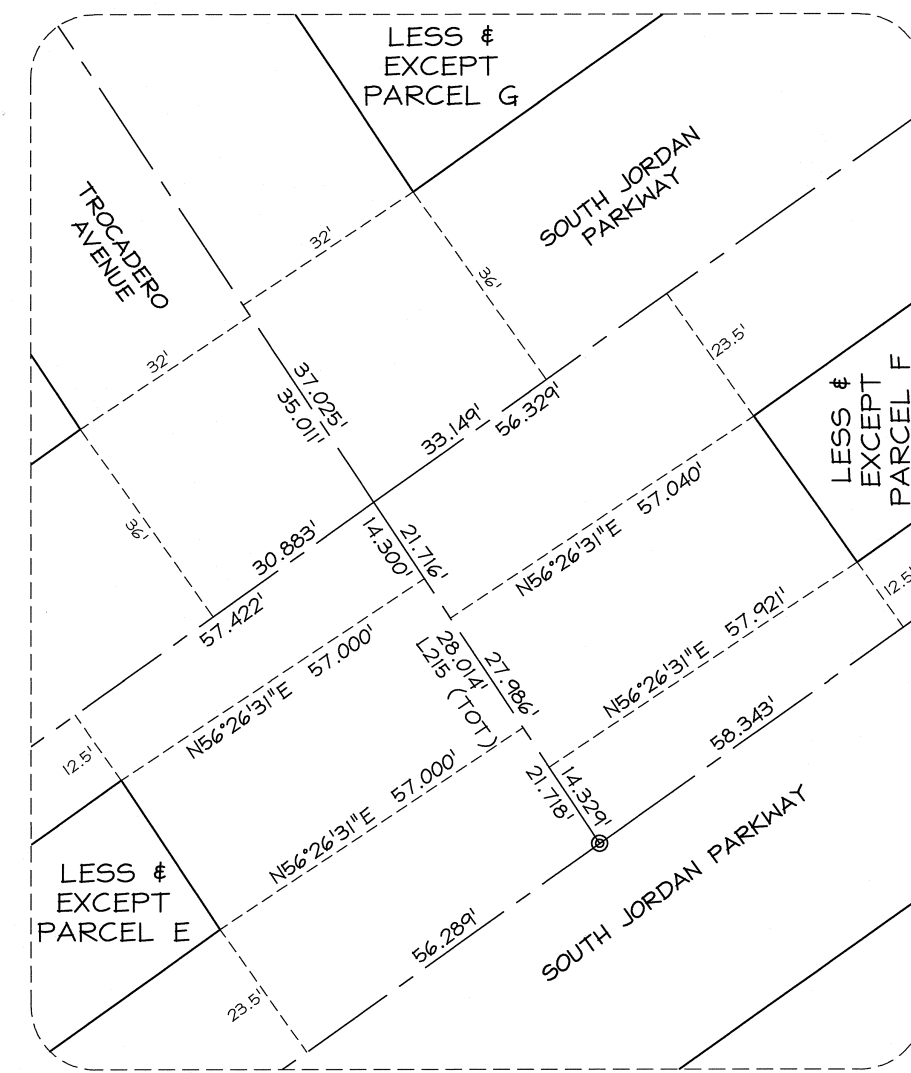 LESS &
EXCEPT
PARCEL G
SOUTH JORDAN
PARKWAY
TROCADERO
AVENUE
32'
36'
32'
23.5'
37.025'
35.011'
33.149'
56.329'
LESS &
EXCEPT
PARCEL F
36'
30.883'
57.422'
14.300'
21.716'
N56°26'31"E 57.040'
12.5'
N56°26'31"E 57.000'
28.014'
27.986'
L215 (TOT)
N56°26'31"E 57.921'
12.5'
N56°26'31"E 57.000'
58.343'
21.718'
14.329'
LESS &
EXCEPT
PARCEL E
56.289'
SOUTH JORDAN PARKWAY
23.5'